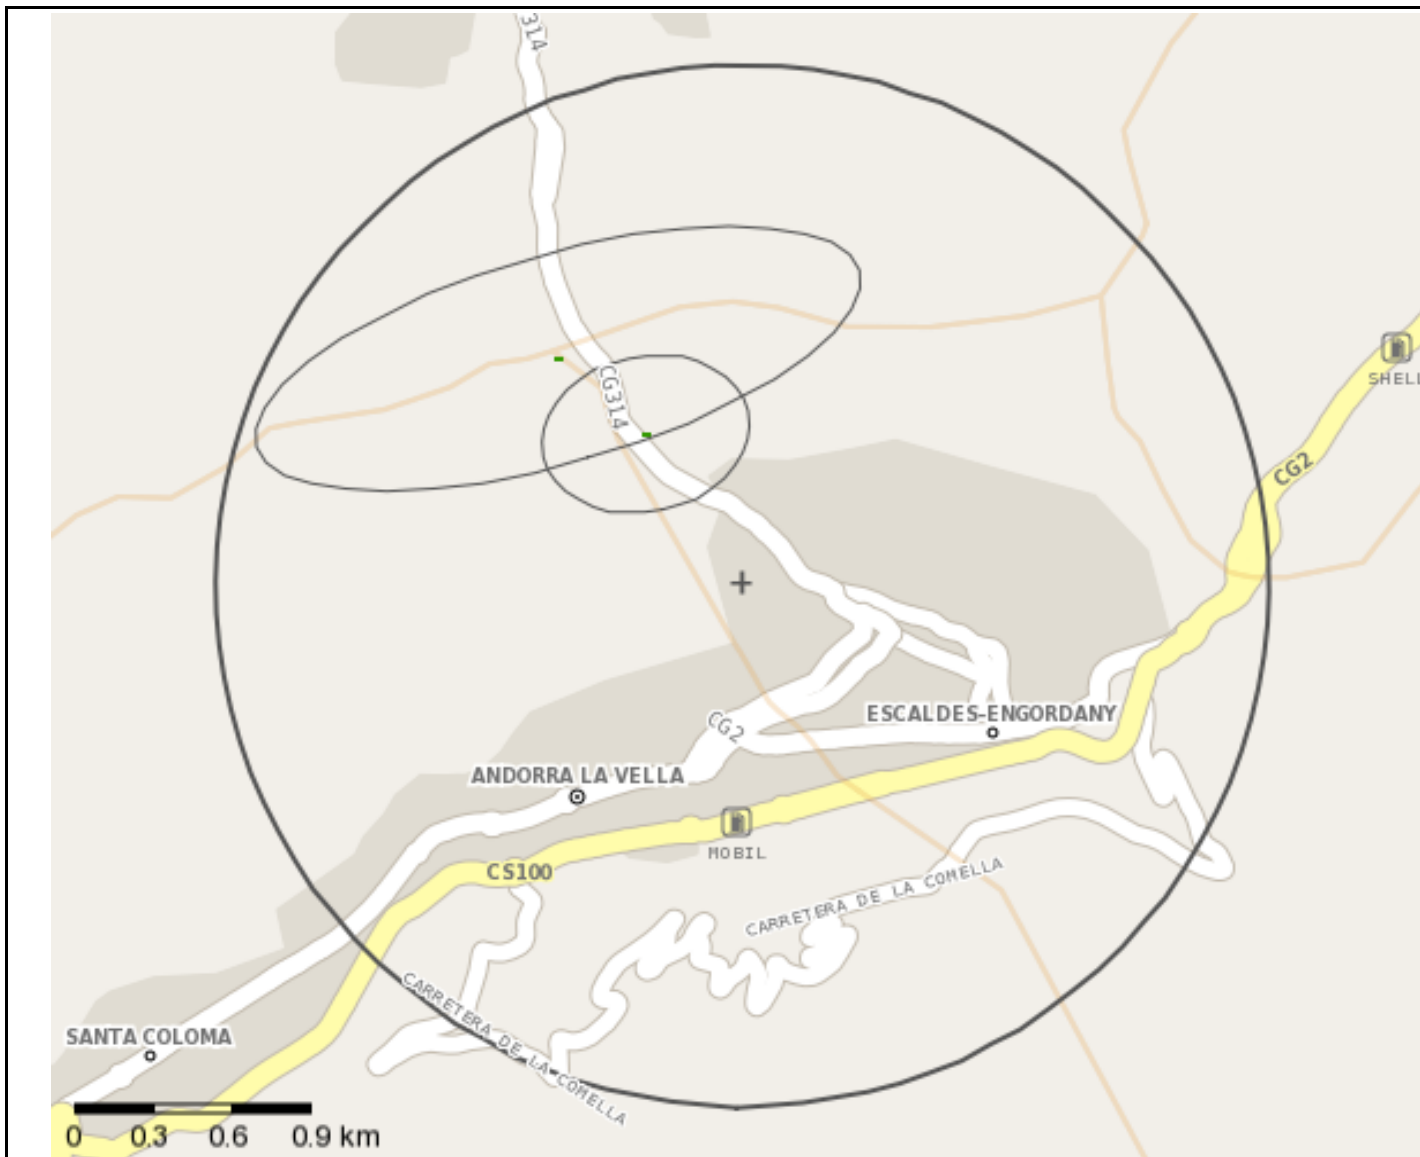 314
CG314
SHELL
CG2
ESCALDES-ENGORDANY
CG2
ANDORRA LA VELLA
MOBIL
CS100
CARRETERA DE LA COMELLA
CARRETERA DE LA COMELLA
SANTA COLOMA
0 0.3 0.6 0.9 km